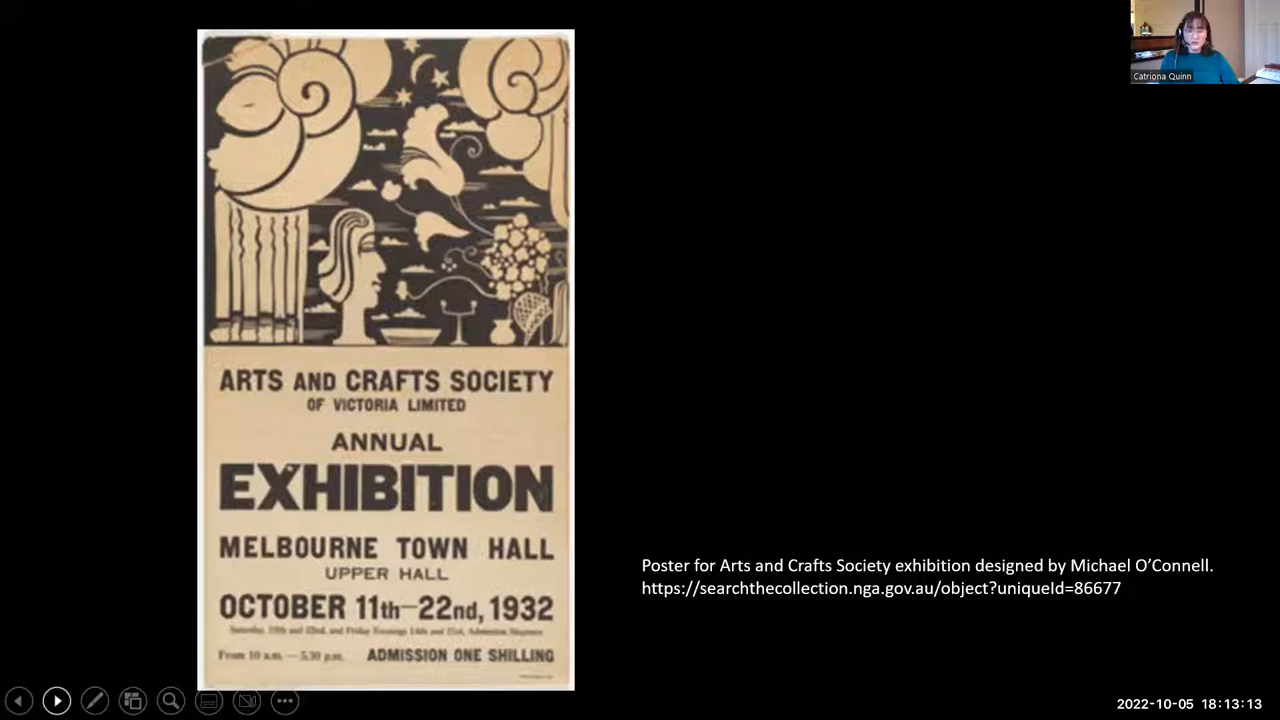 Catriona Quinn
ARTS AND CRAFTS SOCIETY
OF VICTORIA LIMITED
ANNUAL
EXHIBITION
MELBOURNE TOWN HALL
UPPER HALL
OCTOBER 11th—22nd, 1932
From 10 a.m.—5.30 p.m. ADMISSION ONE SHILLING
Poster for Arts and Crafts Society exhibition designed by Michael O’Connell.
https://searchthecollection.nga.gov.au/object?uniqueId=86677
2022-10-05 18:13:13